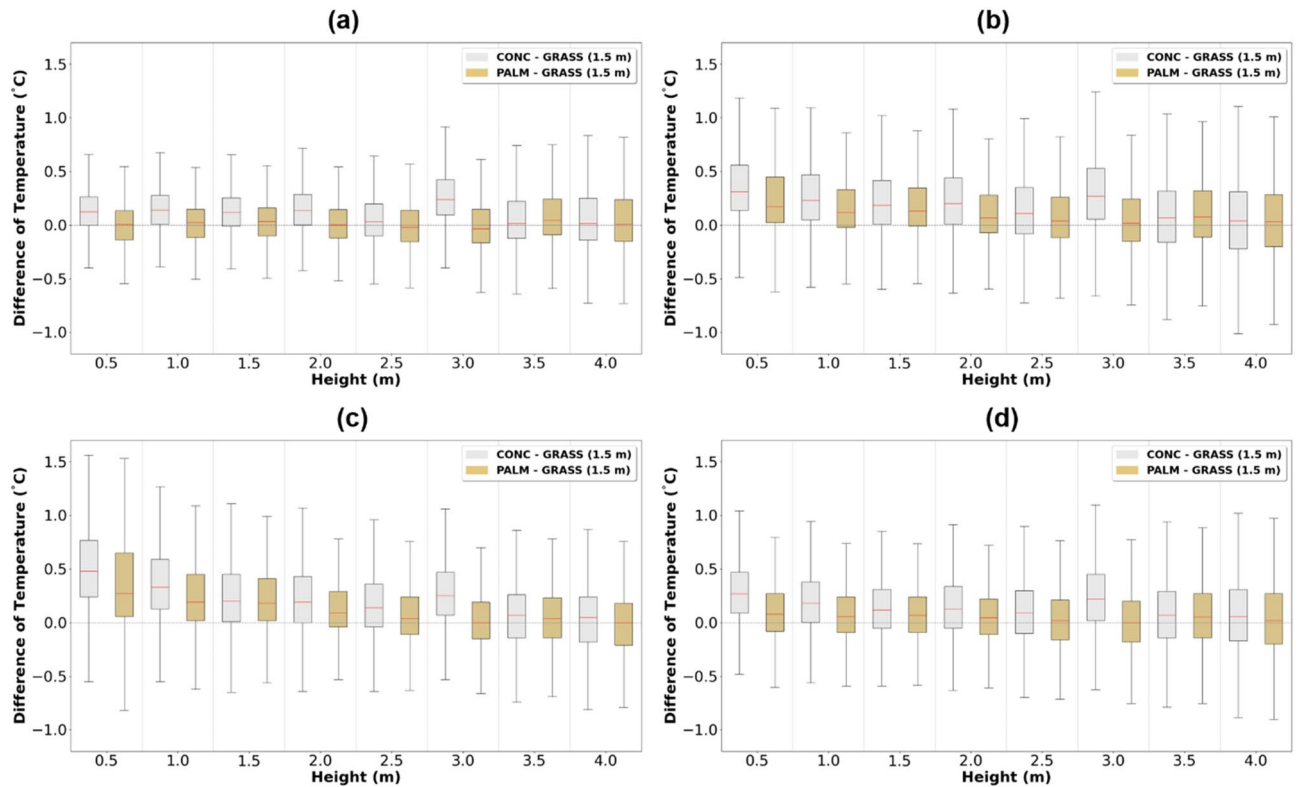 (a)
Difference of Temperature (°C)
1.5
1.0
0.5
0.0
−0.5
−1.0
CONC - GRASS (1.5 m)
PALM - GRASS (1.5 m)
0.5 1.0 1.5 2.0 2.5 3.0 3.5 4.0
Height (m)
(b)
Difference of Temperature (°C)
1.5
1.0
0.5
0.0
−0.5
−1.0
CONC - GRASS (1.5 m)
PALM - GRASS (1.5 m)
0.5 1.0 1.5 2.0 2.5 3.0 3.5 4.0
Height (m)
(c)
Difference of Temperature (°C)
1.5
1.0
0.5
0.0
−0.5
−1.0
CONC - GRASS (1.5 m)
PALM - GRASS (1.5 m)
0.5 1.0 1.5 2.0 2.5 3.0 3.5 4.0
Height (m)
(d)
Difference of Temperature (°C)
1.5
1.0
0.5
0.0
−0.5
−1.0
CONC - GRASS (1.5 m)
PALM - GRASS (1.5 m)
0.5 1.0 1.5 2.0 2.5 3.0 3.5 4.0
Height (m)